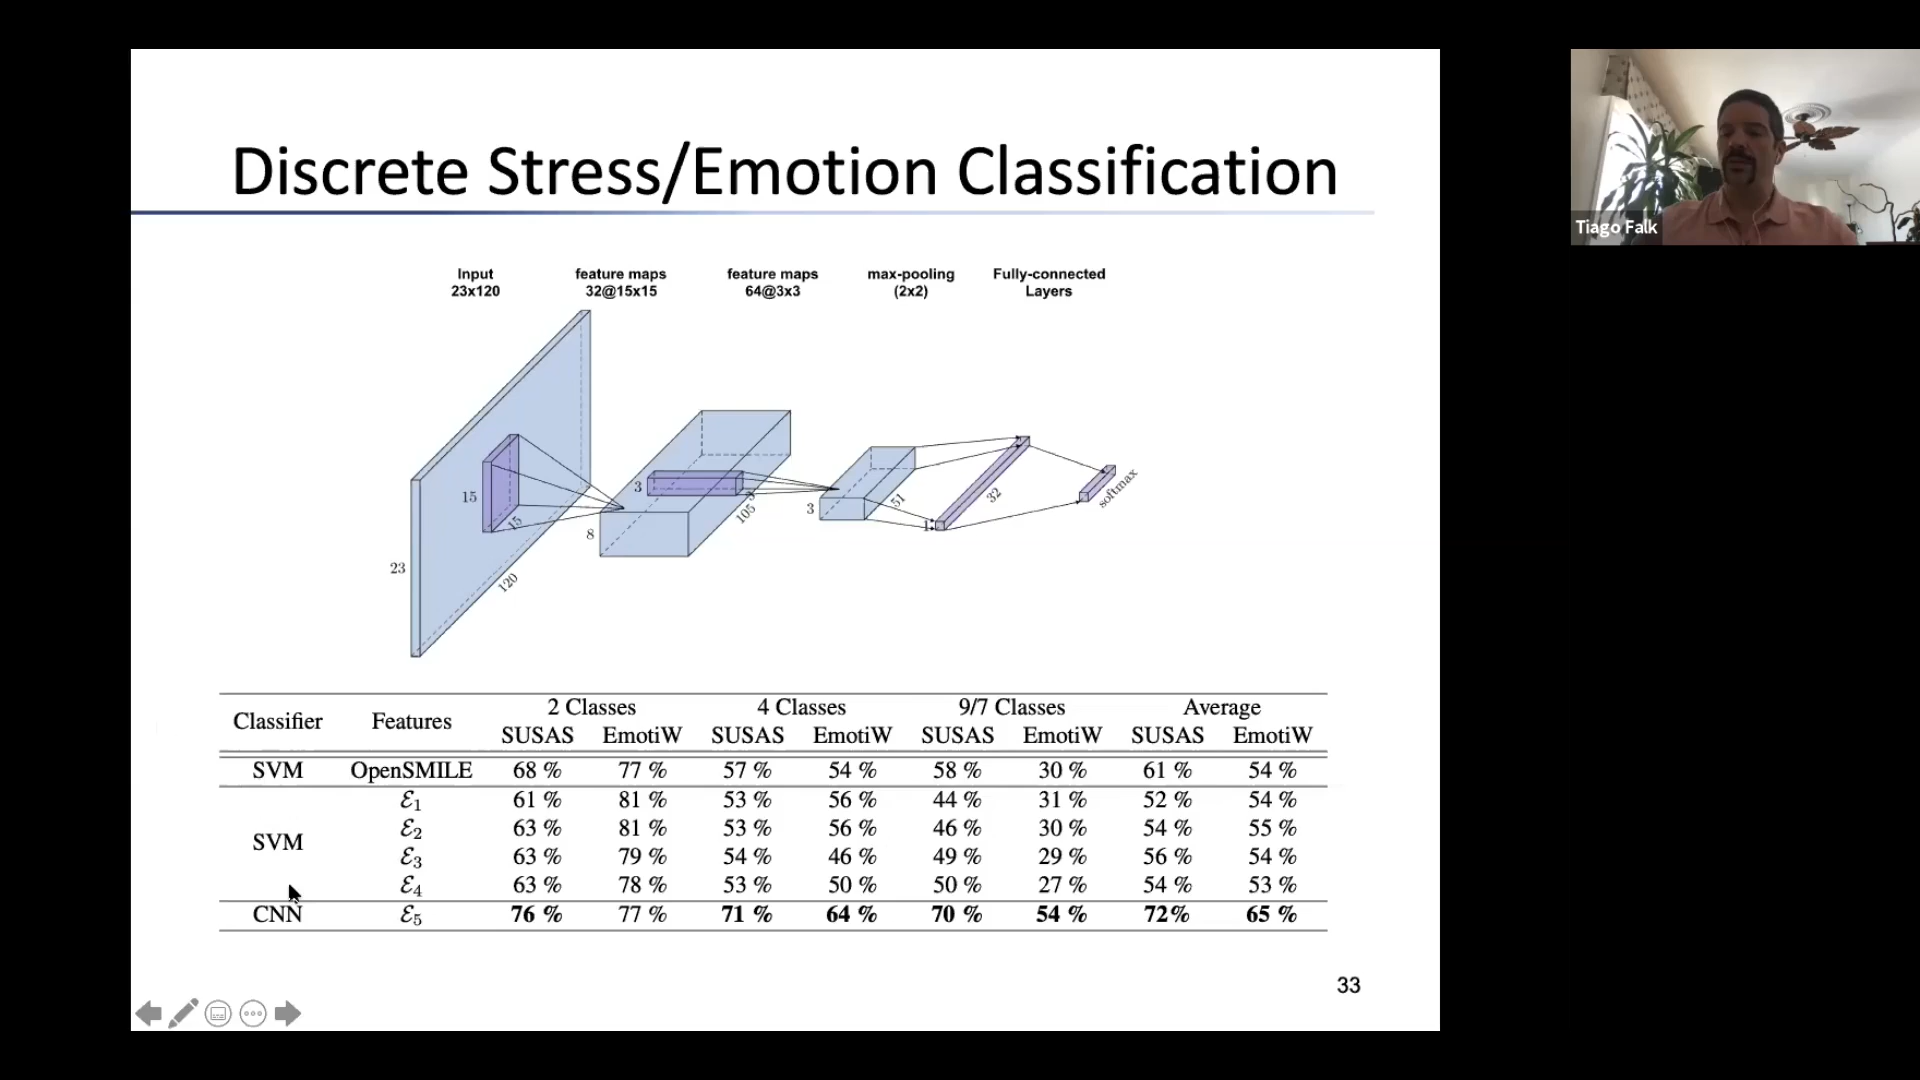 Discrete Stress/Emotion Classification
Tiago Falk
Input
23x120
feature maps
32@15x15
feature maps
64@3x3
max-pooling
(2x2)
Fully-connected
Layers
15
15
23
120
3
3
8
105
3
51
1
32
softmax
Classifier Features 2 Classes 4 Classes 9/7 Classes Average
SUSAS EmotiW SUSAS EmotiW SUSAS EmotiW SUSAS EmotiW
SVM OpenSMILE 68 % 77 % 57 % 54 % 58 % 30 % 61 % 54 %
SVM
ℰ1 61 % 81 % 53 % 56 % 44 % 31 % 52 % 54 %
ℰ2 63 % 81 % 53 % 56 % 46 % 30 % 54 % 55 %
ℰ3 63 % 79 % 54 % 46 % 49 % 29 % 56 % 54 %
ℰ4 63 % 78 % 53 % 50 % 50 % 27 % 54 % 53 %
CNN ℰ5 76 % 77 % 71 % 64 % 70 % 54 % 72% 65 %
33